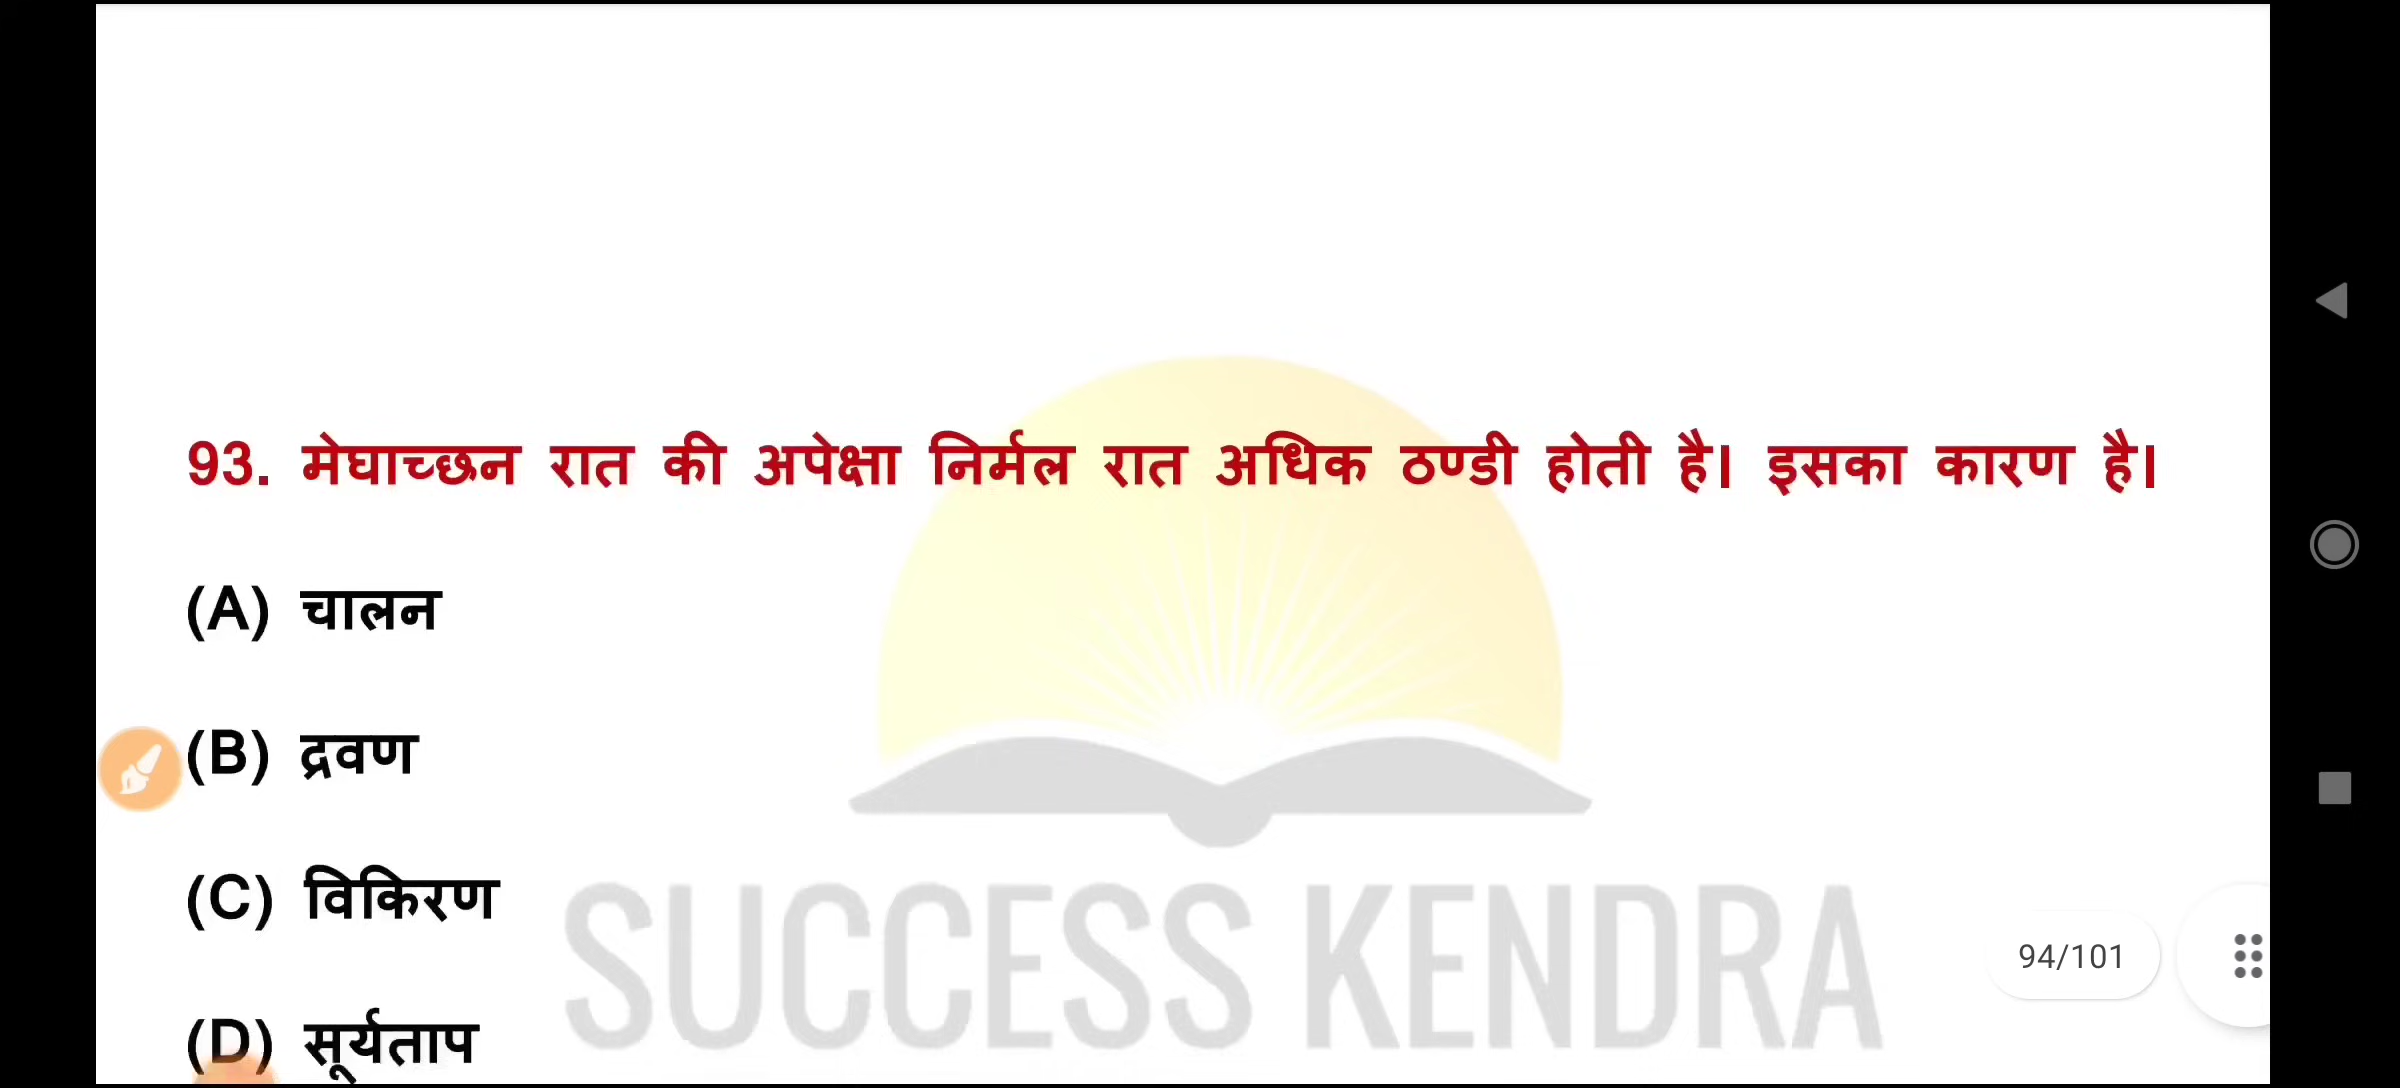 93. मेघाच्छन रात की अपेक्षा निर्मल रात अधिक ठण्डी होती है। इसका कारण है।
(A) चालन
(B) द्रवण
(C) विकिरण
(D) सूर्यताप
SUCCESS KENDRA
94/101